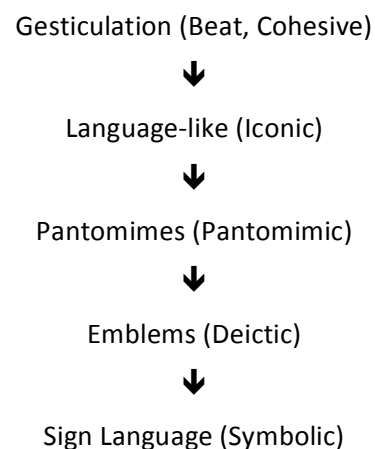 Gesticulation (Beat, Cohesive)
Language-like (Iconic)
Pantomimes (Pantomimic)
Emblems (Deictic)
Sign Language (Symbolic)